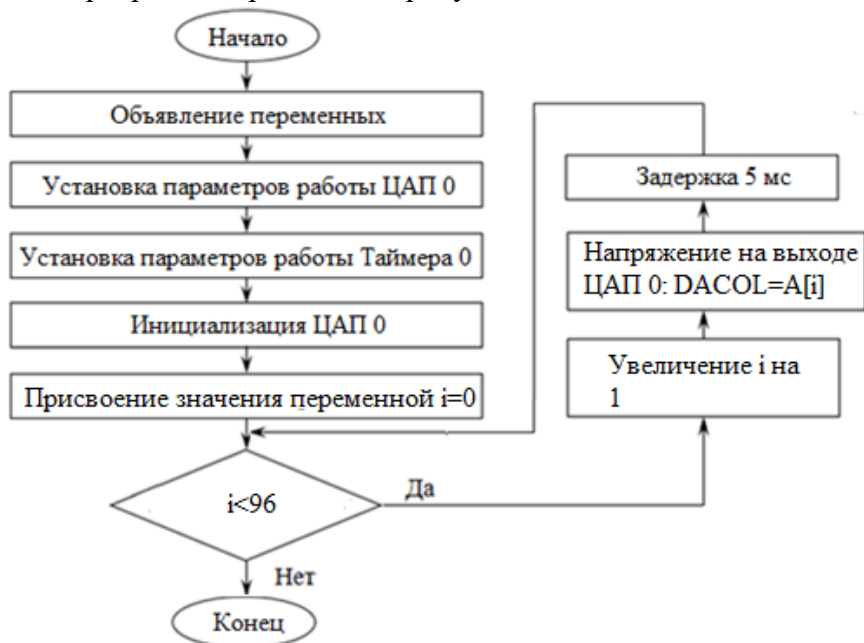 Начало
Объявление переменных
Установка параметров работы ЦАП 0
Установка параметров работы Таймера 0
Инициализация ЦАП 0
Присвоение значения переменной i=0
i<96
Да
Нет
Конец
Увеличение i на
1
Напряжение на выходе
ЦАП 0: DACOL=A[i]
Задержка 5 мс